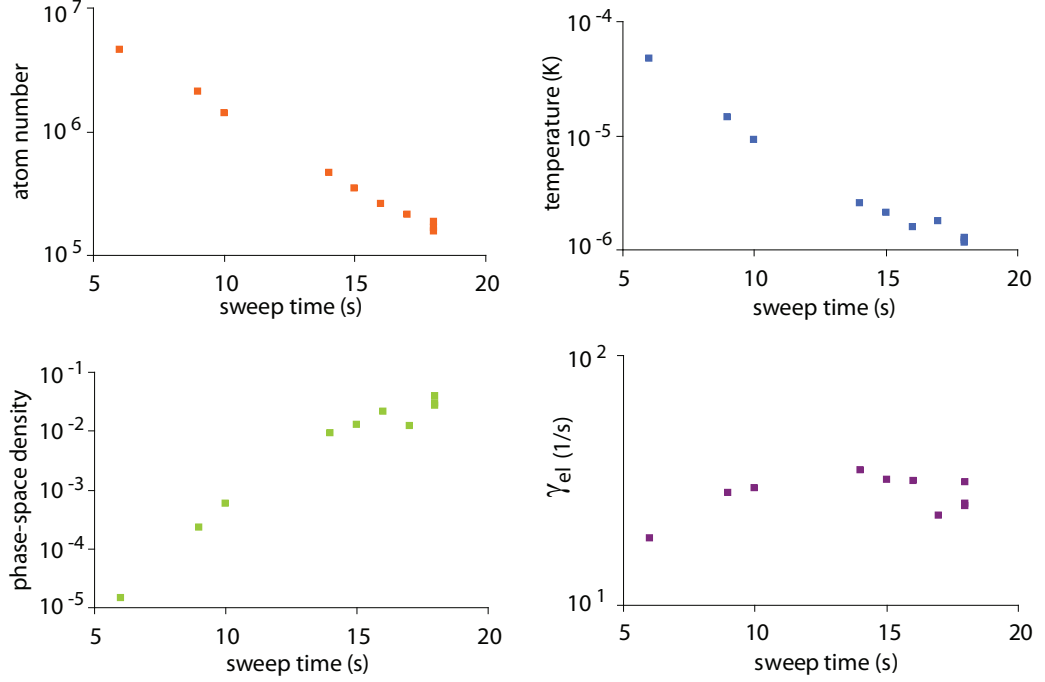 10^7
10^6
10^5
atom number
5 10 15 20
sweep time (s)
10^-4
10^-5
10^-6
temperature (K)
5 10 15 20
sweep time (s)
10^-1
10^-2
10^-3
10^-4
10^-5
phase-space density
5 10 15 20
sweep time (s)
10^2
10^1
γ_el (1/s)
5 10 15 20
sweep time (s)